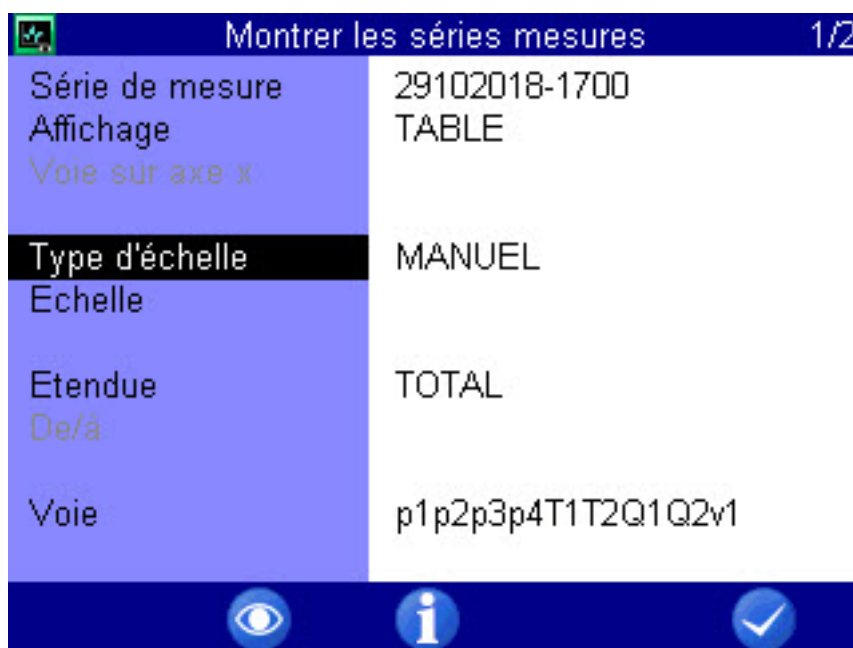 Montrer les séries mesures 1/2
Série de mesure 29102018-1700
Affichage TABLE
Voie sur axe x
Type d'échelle MANUEL
Echelle
Etendue TOTAL
De/à
Voie p1p2p3p4T1T2Q1Q2v1